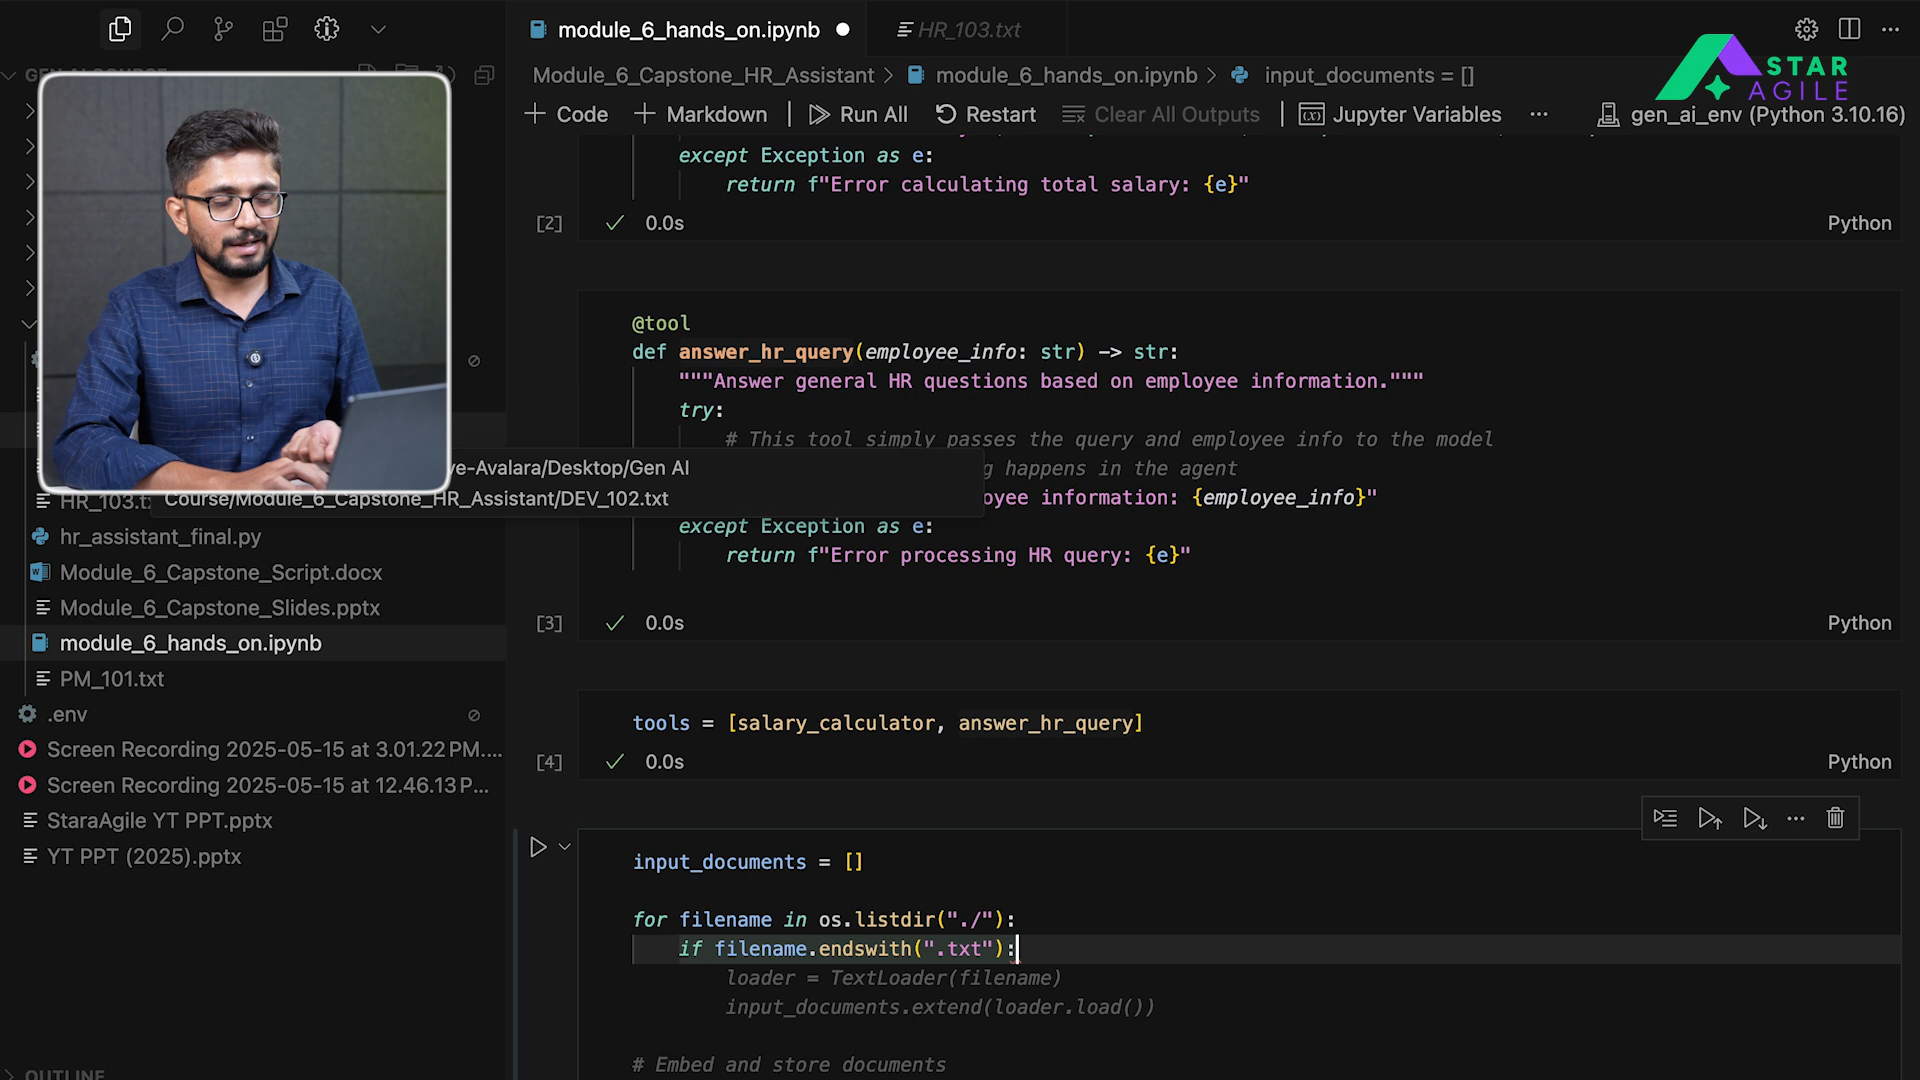 module_6_hands_on.ipynb
HR_103.txt
STAR
AGILE
Module_6_Capstone_HR_Assistant > module_6_hands_on.ipynb > input_documents = []
+ Code + Markdown | Run All Restart Clear All Outputs | Jupyter Variables ... gen_ai_env (Python 3.10.16)
except Exception as e:
return f"Error calculating total salary: {e}"
[2] 0.0s Python
@tool
def answer_hr_query(employee_info: str) -> str:
"""Answer general HR questions based on employee information."""
try:
# This tool simply passes the query and employee info to the model
ve-Avalara/Desktop/Gen AI
g happens in the agent
Course/Module_6_Capstone_HR_Assistant/DEV_102.txt
oyee information: {employee_info}"
except Exception as e:
return f"Error processing HR query: {e}"
[3] 0.0s Python
tools = [salary_calculator, answer_hr_query]
[4] 0.0s Python
input_documents = []
for filename in os.listdir("./"):
if filename.endswith(".txt"):
loader = TextLoader(filename)
input_documents.extend(loader.load())
# Embed and store documents
HR_103.t
hr_assistant_final.py
Module_6_Capstone_Script.docx
Module_6_Capstone_Slides.pptx
module_6_hands_on.ipynb
PM_101.txt
.env
Screen Recording 2025-05-15 at 3.01.22 PM....
Screen Recording 2025-05-15 at 12.46.13 P...
StaraAgile YT PPT.pptx
YT PPT (2025).pptx
OUTLINE